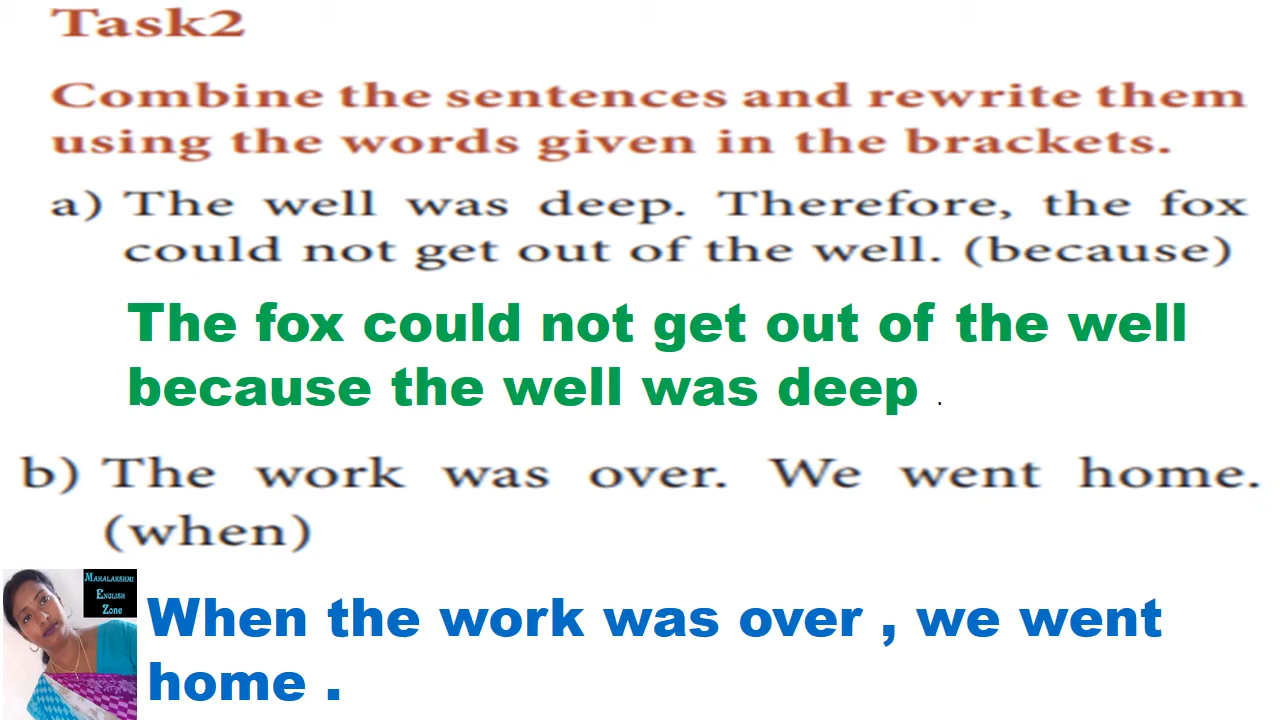 Task2
Combine the sentences and rewrite them
using the words given in the brackets.
a) The well was deep. Therefore, the fox
could not get out of the well. (because)
The fox could not get out of the well
because the well was deep .
b) The work was over. We went home.
(when)
MAHALAKSHMI
ENGLISH
ZONE
When the work was over , we went
home .